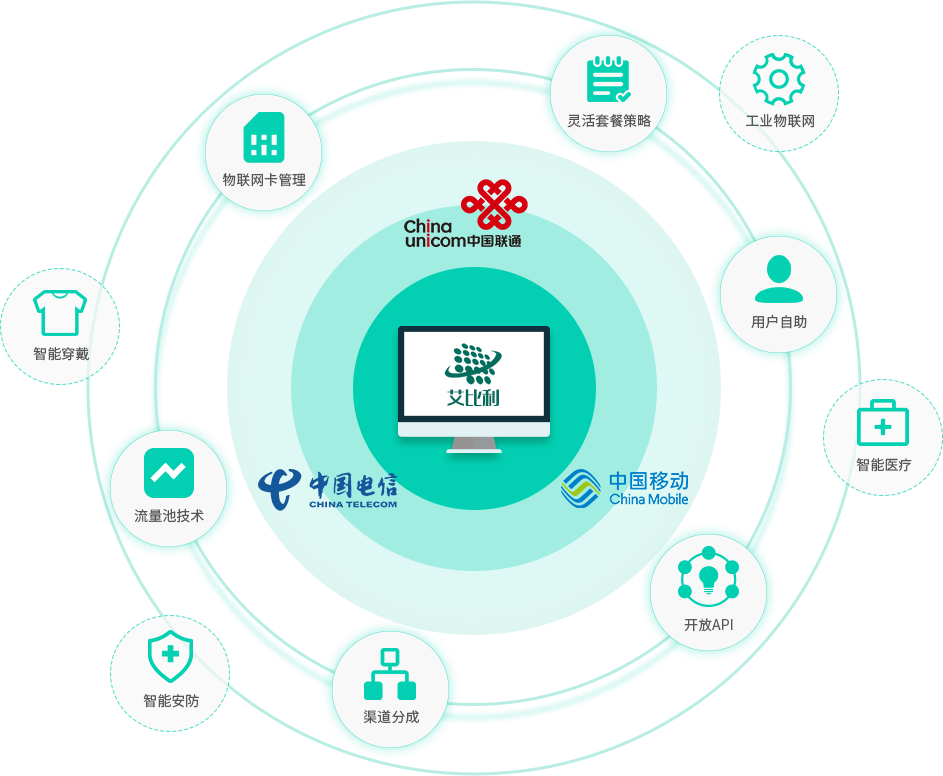 灵活套餐策略
工业物联网
物联网卡管理
China
unicom中国联通
用户自助
智能穿戴
艾比利
智能医疗
中国电信
CHINA TELECOM
中国移动
China Mobile
流量池技术
开放API
智能安防
渠道分成